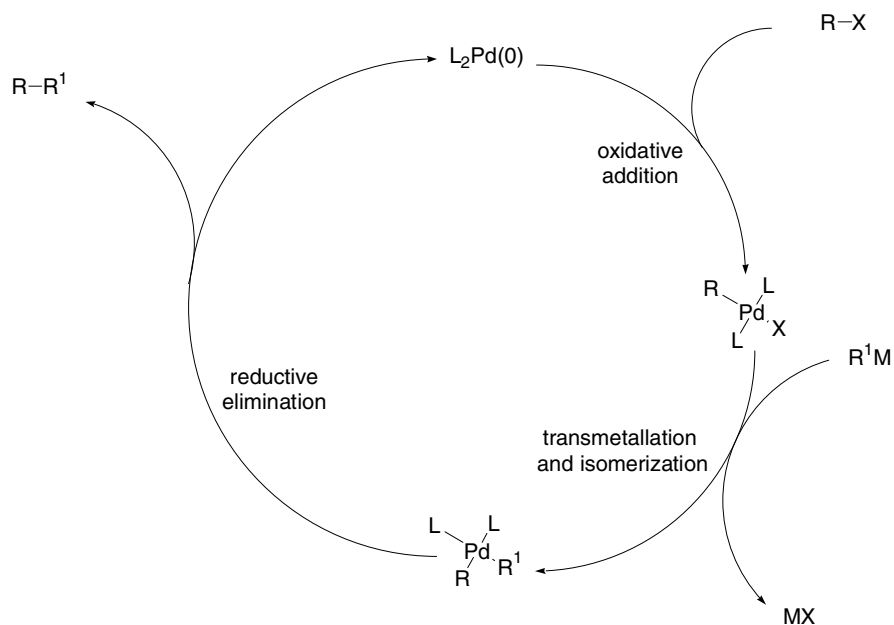 R–X
L₂Pd(0)
R–R¹
oxidative
addition
R L
Pd
L X
R¹M
reductive
elimination
transmetallation
and isomerization
L L
Pd
R R¹
MX